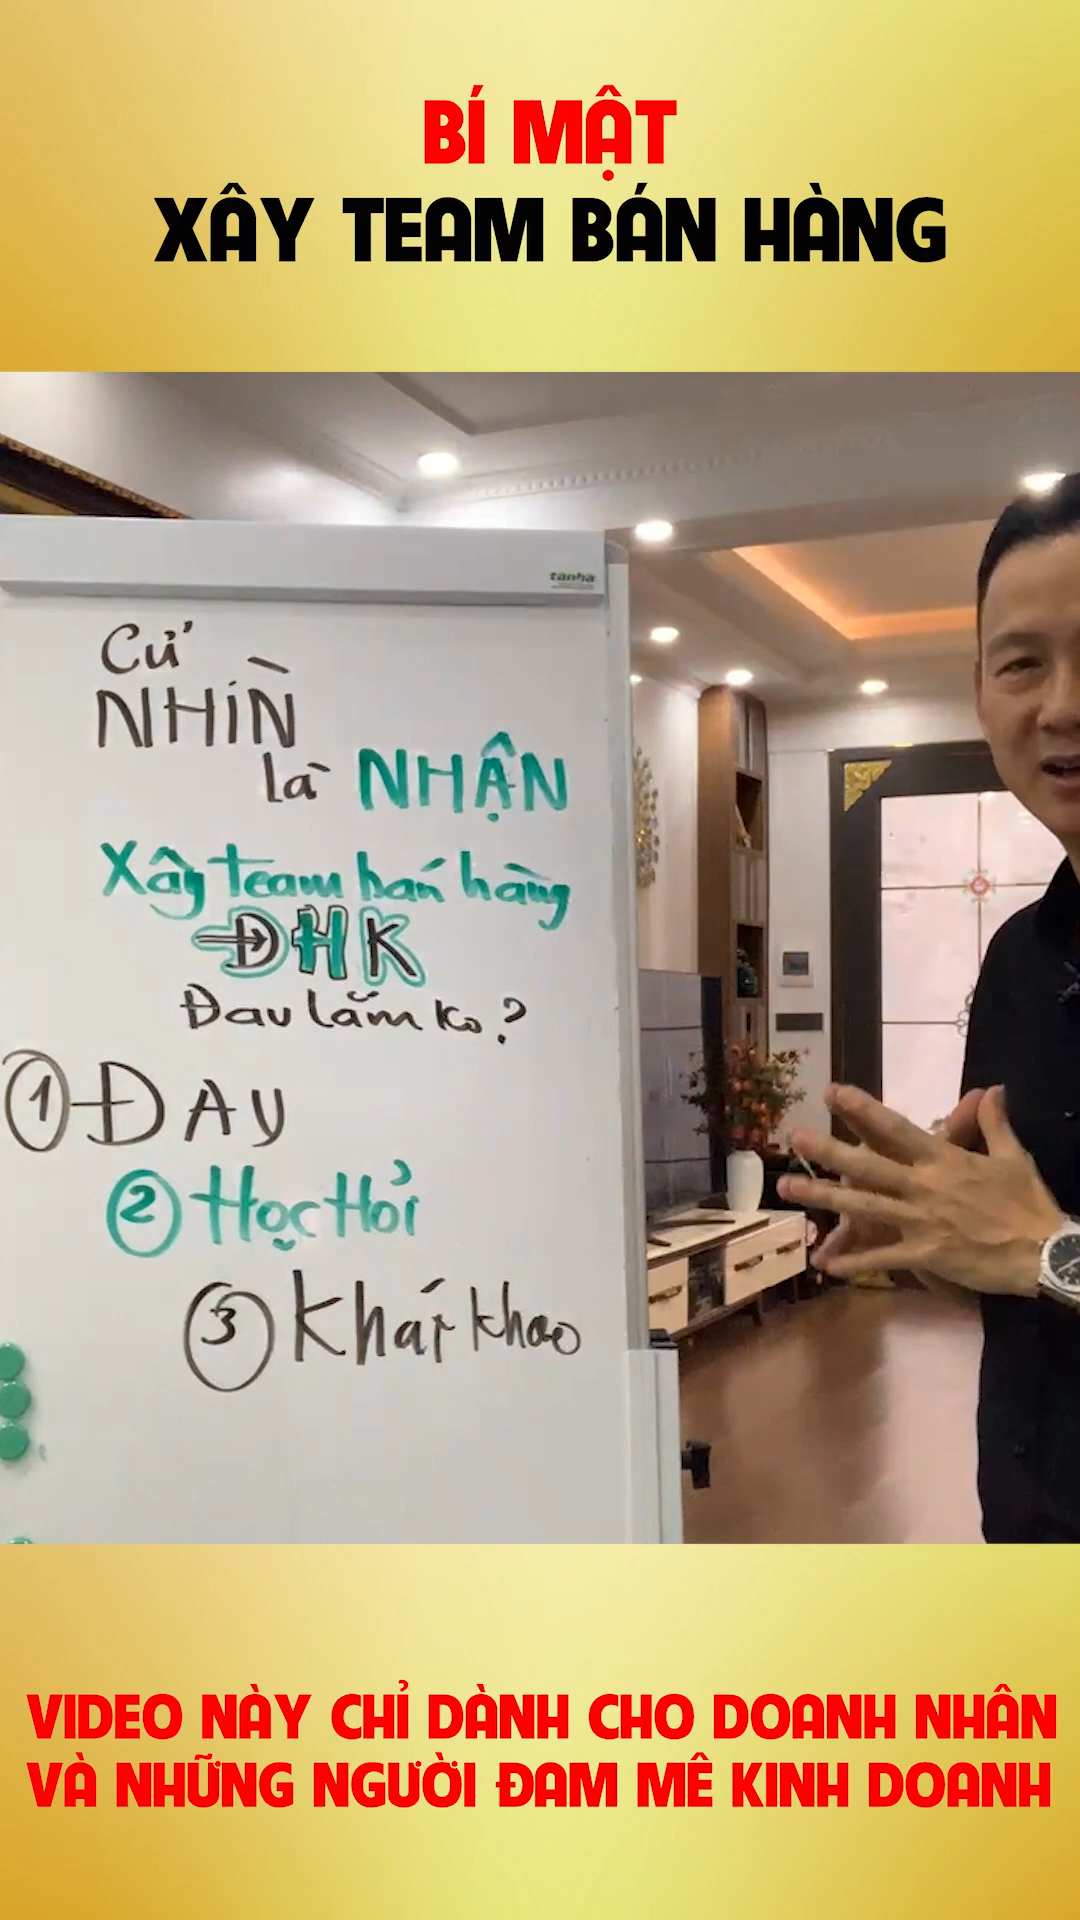 BÍ MẬT
XÂY TEAM BÁN HÀNG
tanha
Cứ
NHÌN
là NHẬN
Xây team bán hàng
ĐHK
Đau lắm ko?
① ĐAY
② Học Hỏi
③ Khát khao
VIDEO NÀY CHỈ DÀNH CHO DOANH NHÂN
VÀ NHỮNG NGƯỜI ĐAM MÊ KINH DOANH